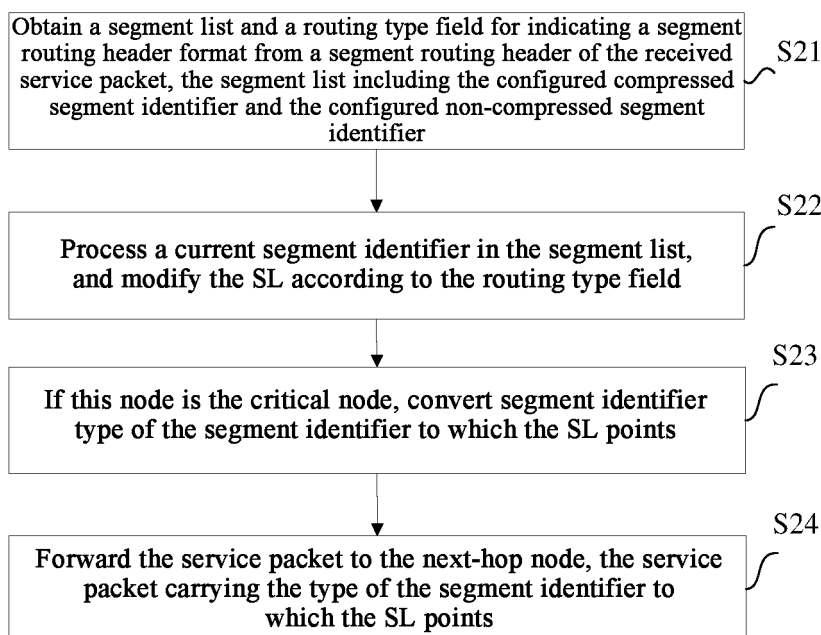 Obtain a segment list and a routing type field for indicating a segment
routing header format from a segment routing header of the received
service packet, the segment list including the configured compressed
segment identifier and the configured non-compressed segment
identifier
S21
Process a current segment identifier in the segment list,
and modify the SL according to the routing type field
S22
If this node is the critical node, convert segment identifier
type of the segment identifier to which the SL points
S23
Forward the service packet to the next-hop node, the service
packet carrying the type of the segment identifier to
which the SL points
S24